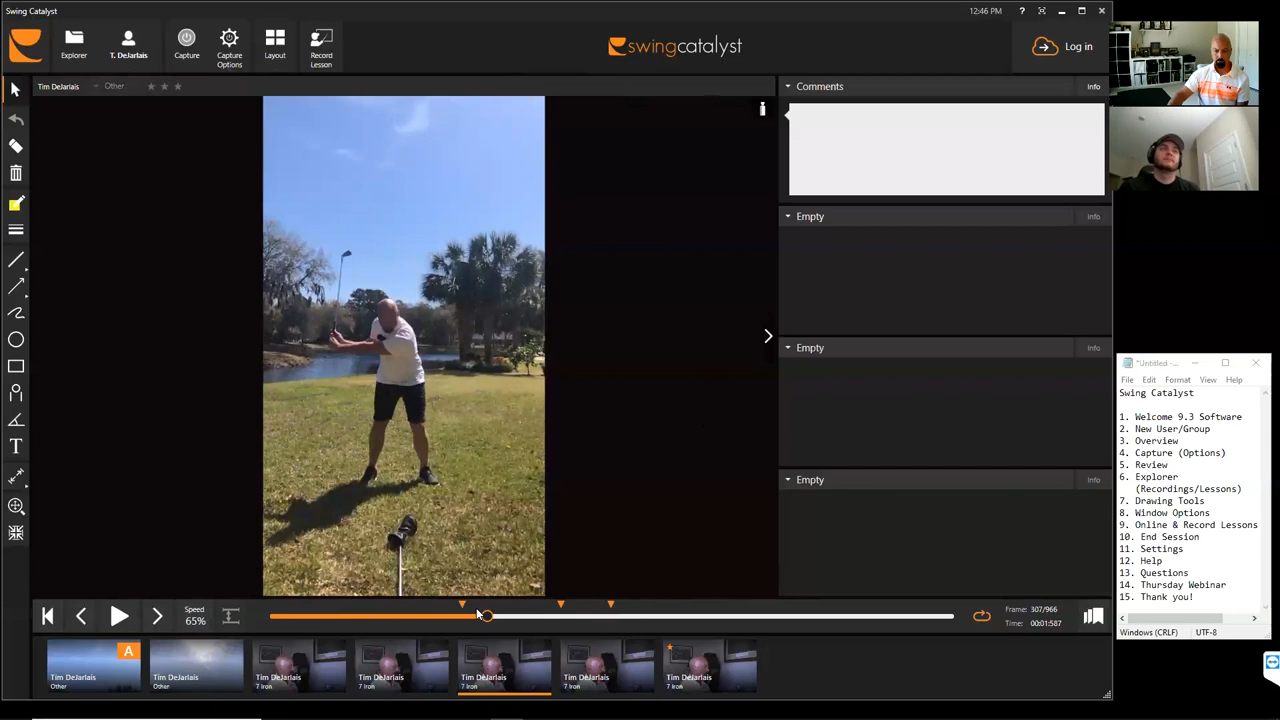 Swing Catalyst
12:46 PM
?
Explorer
T. DeJarlais
Capture
Capture
Options
Layout
Record
Lesson
swingcatalyst
Log in
Tim DeJarlais
Other
Comments
Info
Empty
Info
Empty
Info
Empty
Info
T
Speed
65%
Frame: 307/966
Time: 00:01:587
A
Tim DeJarlais
Other
Tim DeJarlais
Other
Tim DeJarlais
7 Iron
Tim DeJarlais
7 Iron
Tim DeJarlais
7 Iron
Tim DeJarlais
7 Iron
Tim DeJarlais
7 Iron
*Untitled -...
File Edit Format View Help
Swing Catalyst
1. Welcome 9.3 Software
2. New User/Group
3. Overview
4. Capture (Options)
5. Review
6. Explorer
(Recordings/Lessons)
7. Drawing Tools
8. Window Options
9. Online & Record Lessons
10. End Session
11. Settings
12. Help
13. Questions
14. Thursday Webinar
15. Thank you!
Windows (CRLF) UTF-8